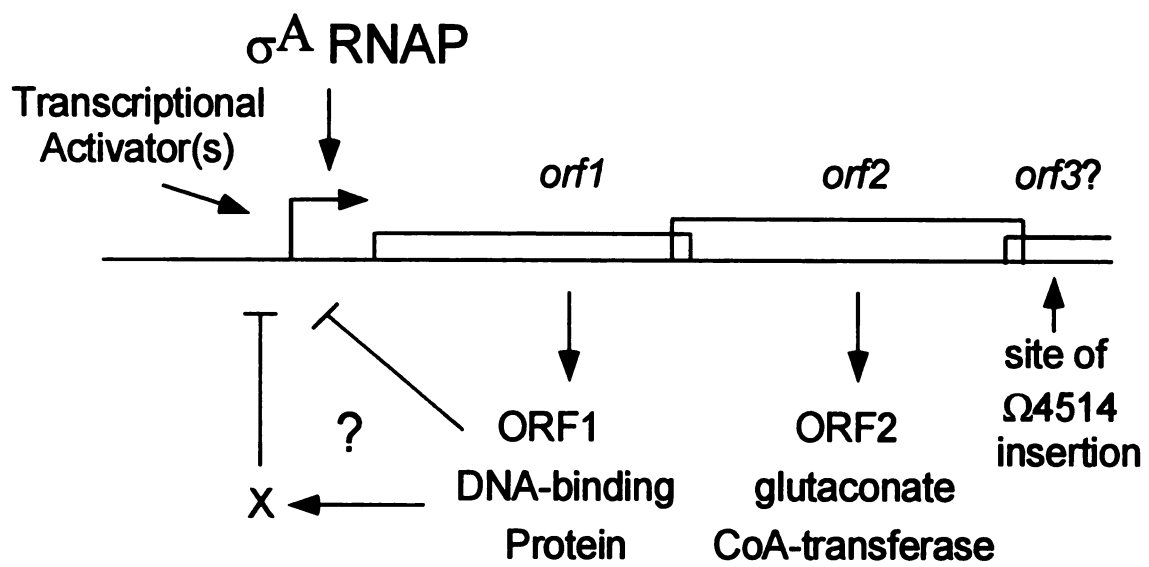 σA RNAP
Transcriptional
Activator(s)
orf1
orf2
orf3?
site of
Ω4514
insertion
?
ORF1
DNA-binding
Protein
ORF2
glutaconate
CoA-transferase
X